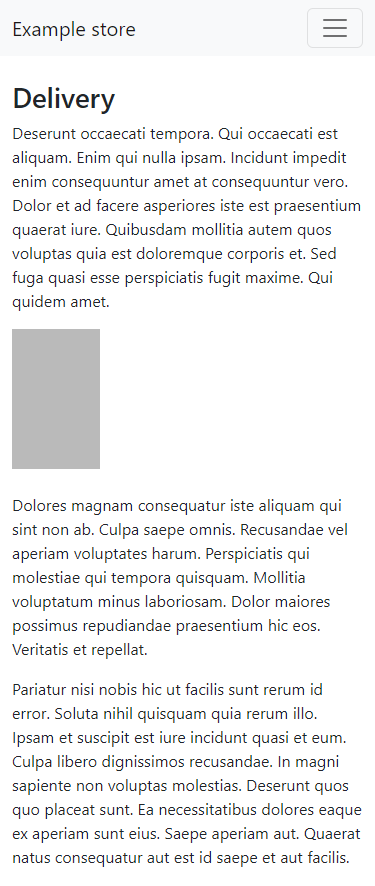 Example store
Delivery
Deserunt occaecati tempora. Qui occaecati est
aliquam. Enim qui nulla ipsam. Incidunt impedit
enim consequuntur amet at consequuntur vero.
Dolor et ad facere asperiores iste est praesentium
quaerat iure. Quibusdam mollitia autem quos
voluptas quia est doloremque corporis et. Sed
fuga quasi esse perspiciatis fugit maxime. Qui
quidem amet.
Dolores magnam consequatur iste aliquam qui
sint non ab. Culpa saepe omnis. Recusandae vel
aperiam voluptates harum. Perspiciatis qui
molestiae qui tempora quisquam. Mollitia
voluptatum minus laboriosam. Dolor maiores
possimus repudiandae praesentium hic eos.
Veritatis et repellat.
Pariatur nisi nobis hic ut facilis sunt rerum id
error. Soluta nihil quisquam quia rerum illo.
Ipsam et suscipit est iure incidunt quasi et eum.
Culpa libero dignissimos recusandae. In magni
sapiente non voluptas molestias. Deserunt quos
quo placeat sunt. Ea necessitatibus dolores eaque
ex aperiam sunt eius. Saepe aperiam aut. Quaerat
natus consequatur aut est id saepe et aut facilis.